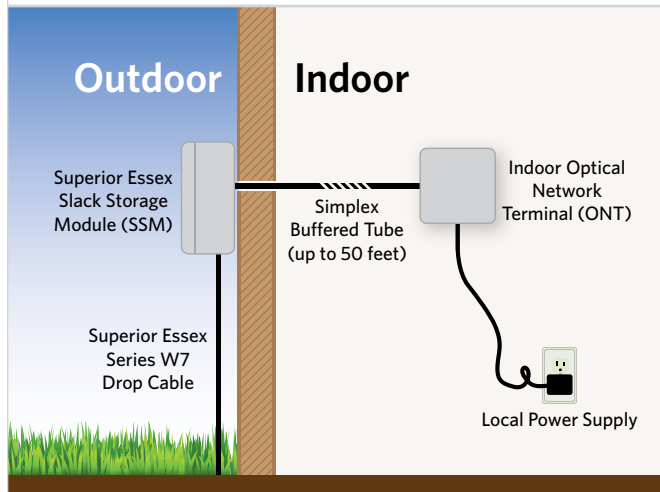 Outdoor
Indoor
Superior Essex
Slack Storage
Module (SSM)
Simplex
Buffered Tube
(up to 50 feet)
Indoor Optical
Network
Terminal (ONT)
Superior Essex
Series W7
Drop Cable
Local Power Supply